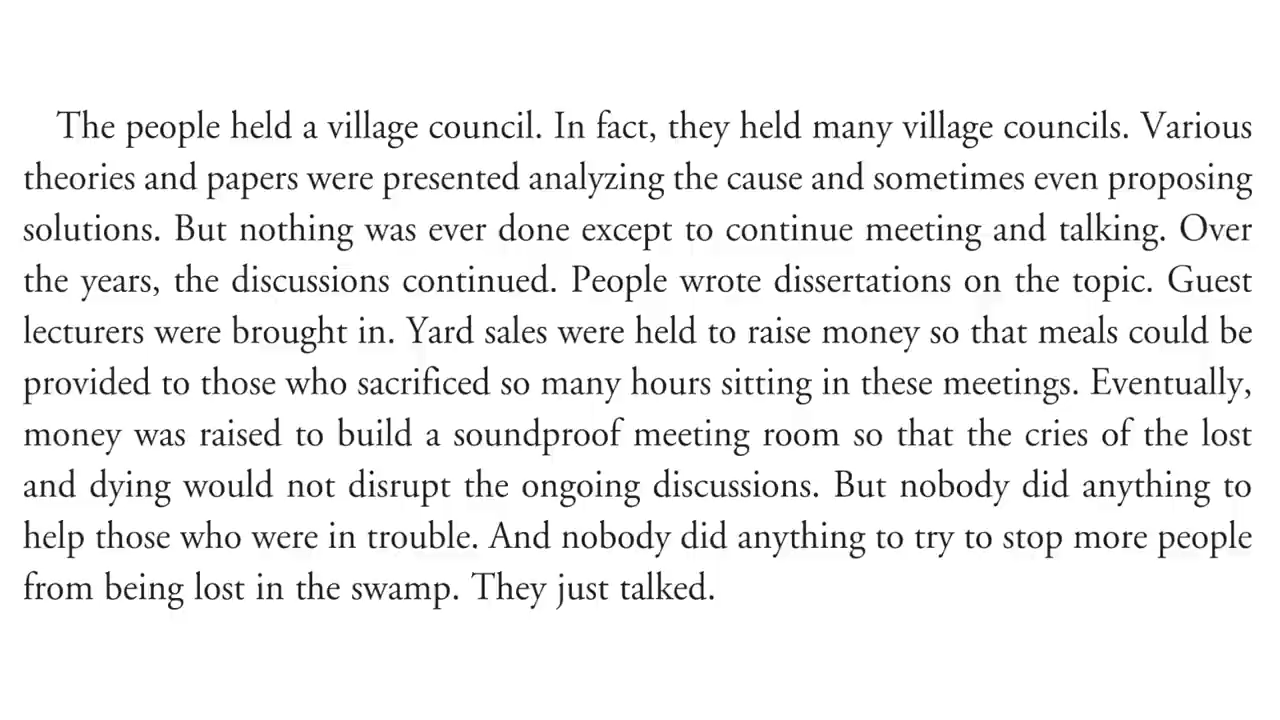 The people held a village council. In fact, they held many village councils. Various
theories and papers were presented analyzing the cause and sometimes even proposing
solutions. But nothing was ever done except to continue meeting and talking. Over
the years, the discussions continued. People wrote dissertations on the topic. Guest
lecturers were brought in. Yard sales were held to raise money so that meals could be
provided to those who sacrificed so many hours sitting in these meetings. Eventually,
money was raised to build a soundproof meeting room so that the cries of the lost
and dying would not disrupt the ongoing discussions. But nobody did anything to
help those who were in trouble. And nobody did anything to try to stop more people
from being lost in the swamp. They just talked.